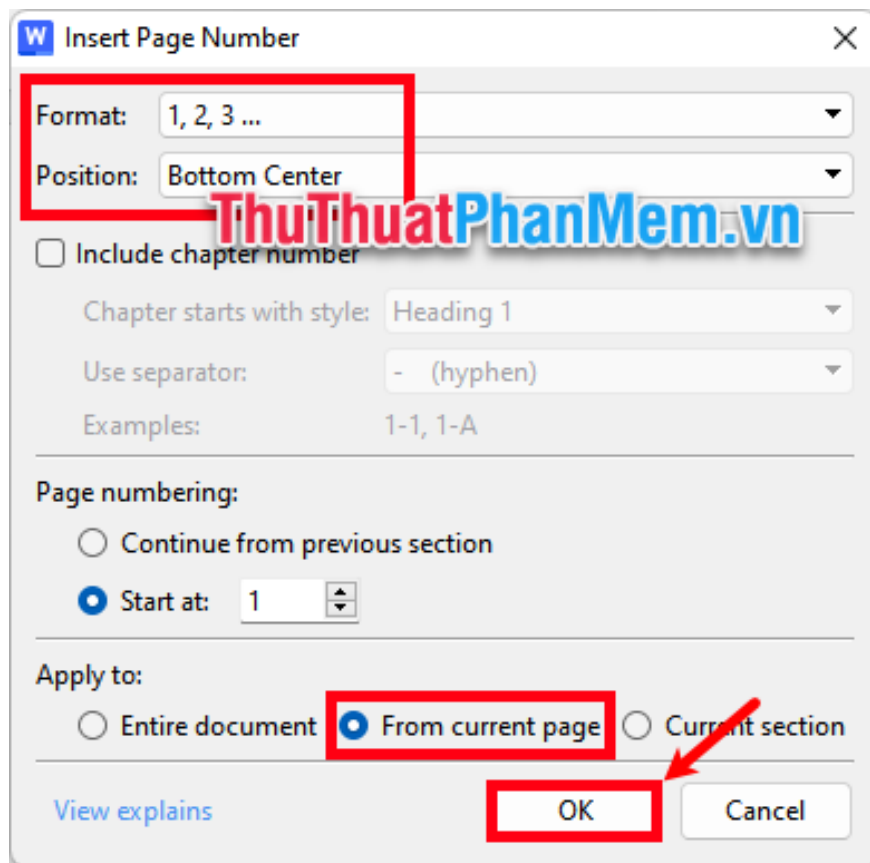 W Insert Page Number
Format: 1, 2, 3 ...
Position: Bottom Center
ThuThuatPhanMem.vn
Include chapter number
Chapter starts with style: Heading 1
Use separator: - (hyphen)
Examples: 1-1, 1-A
Page numbering:
Continue from previous section
Start at: 1
Apply to:
Entire document From current page Current section
View explains OK Cancel